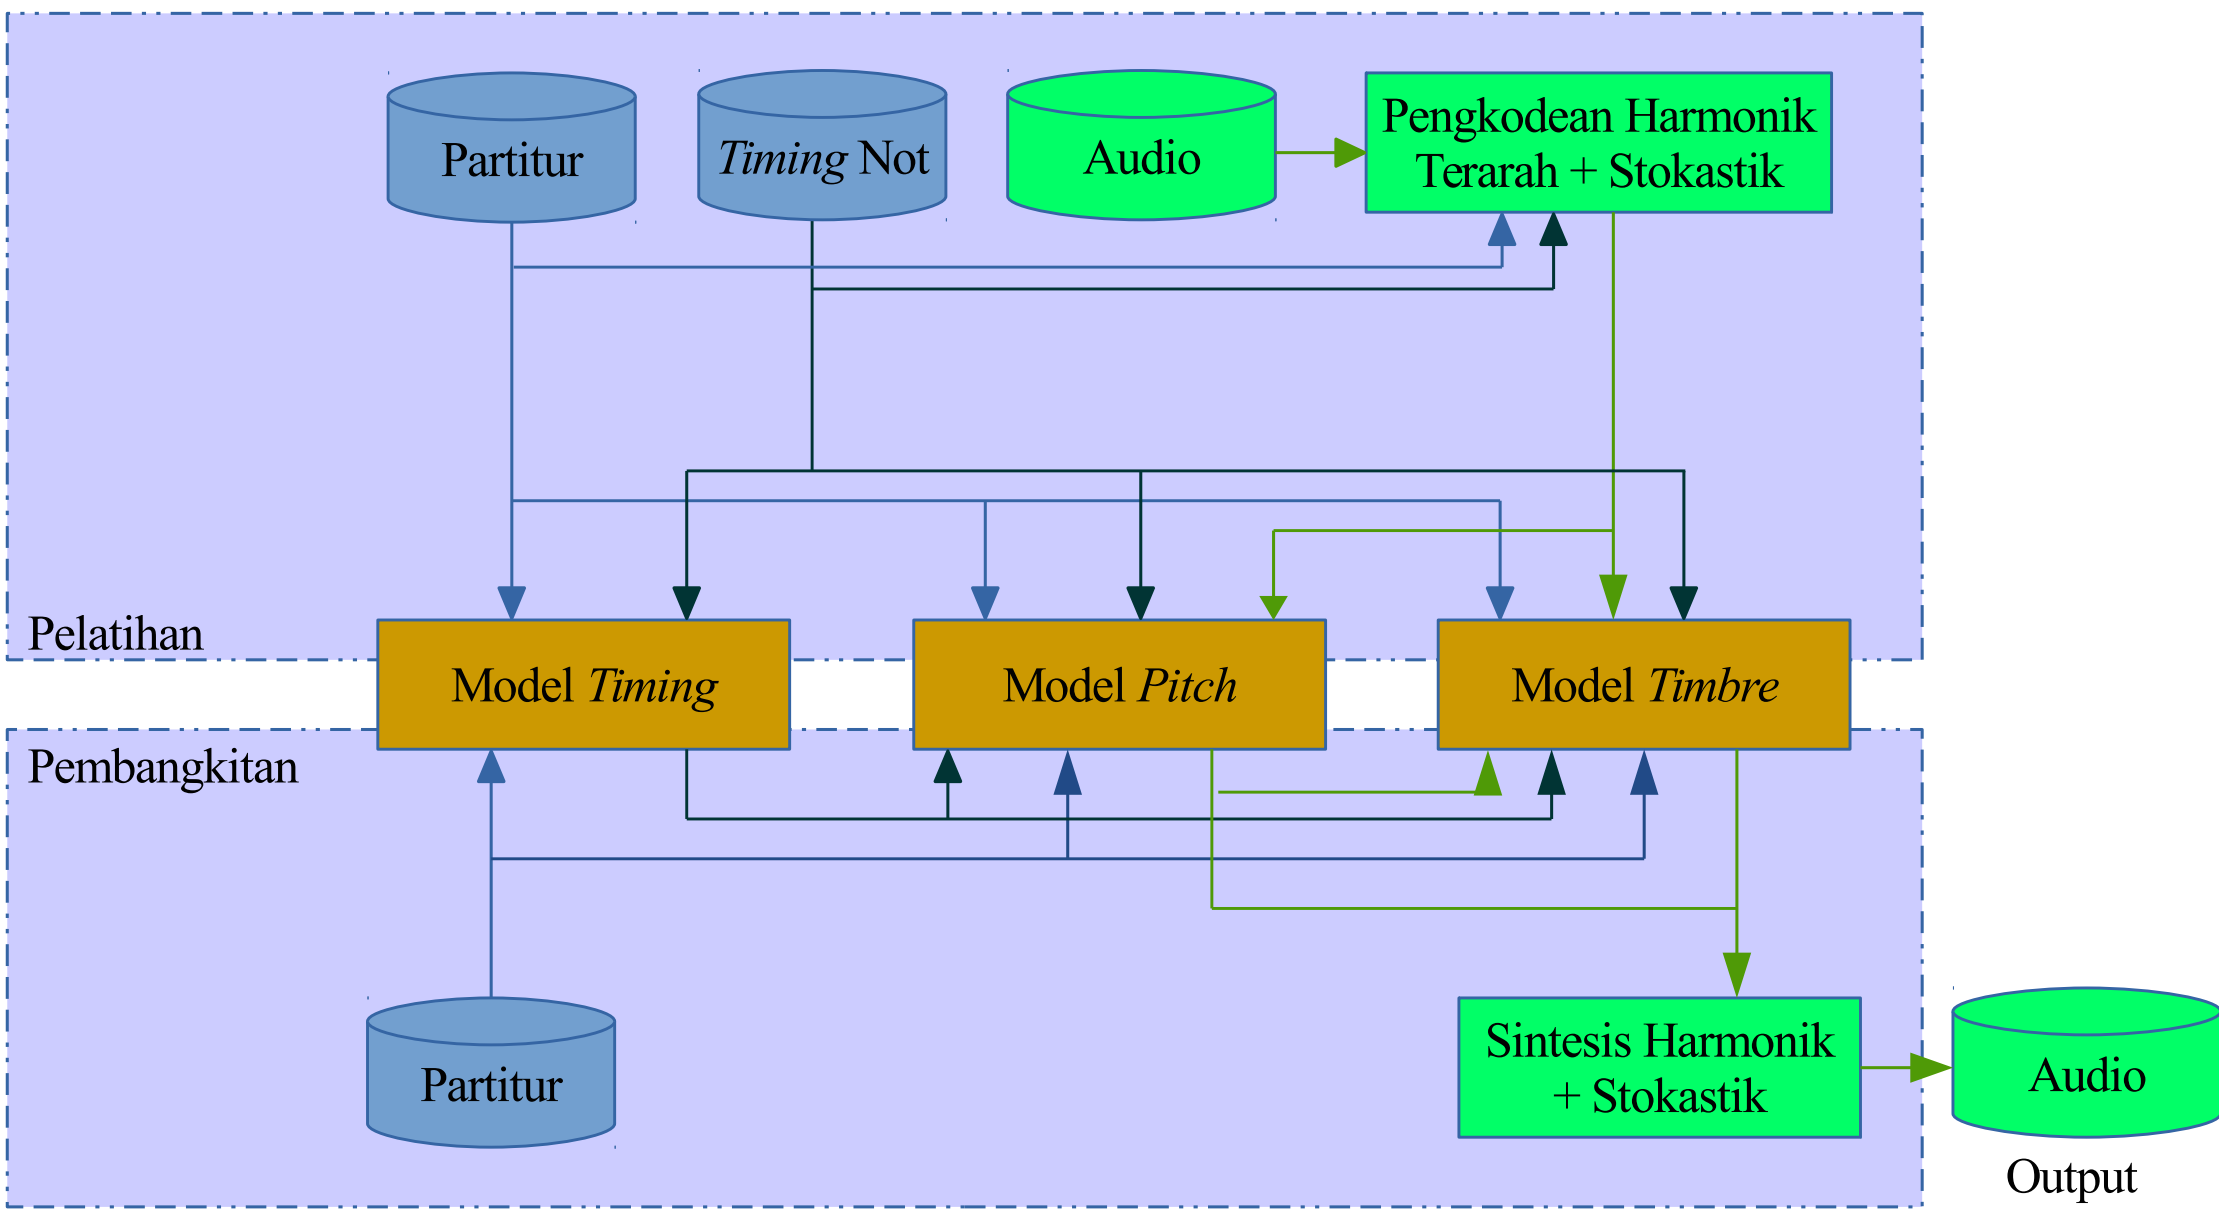 Partitur
Timing Not
Audio
Pengkodean Harmonik
Terarah + Stokastik
Pelatihan
Model Timing
Model Pitch
Model Timbre
Pembangkitan
Partitur
Sintesis Harmonik
+ Stokastik
Audio
Output